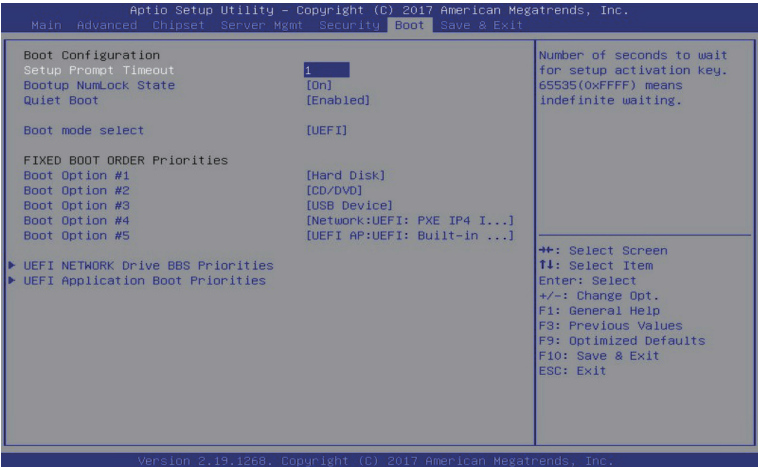 Aptio Setup Utility – Copyright (C) 2017 American Megatrends, Inc.
Main Advanced Chipset Server Mgmt Security Boot Save & Exit
Boot Configuration
Setup Prompt Timeout 1
Bootup NumLock State [On]
Quiet Boot [Enabled]
Boot mode select [UEFI]
FIXED BOOT ORDER Priorities
Boot Option #1 [Hard Disk]
Boot Option #2 [CD/DVD]
Boot Option #3 [USB Device]
Boot Option #4 [Network:UEFI: PXE IP4 I...]
Boot Option #5 [UEFI AP:UEFI: Built-in ...]
UEFI NETWORK Drive BBS Priorities
UEFI Application Boot Priorities
Number of seconds to wait
for setup activation key.
65535(0xFFFF) means
indefinite waiting.
→←: Select Screen
↑↓: Select Item
Enter: Select
+/-: Change Opt.
F1: General Help
F3: Previous Values
F9: Optimized Defaults
F10: Save & Exit
ESC: Exit
Version 2.19.1268. Copyright (C) 2017 American Megatrends, Inc.